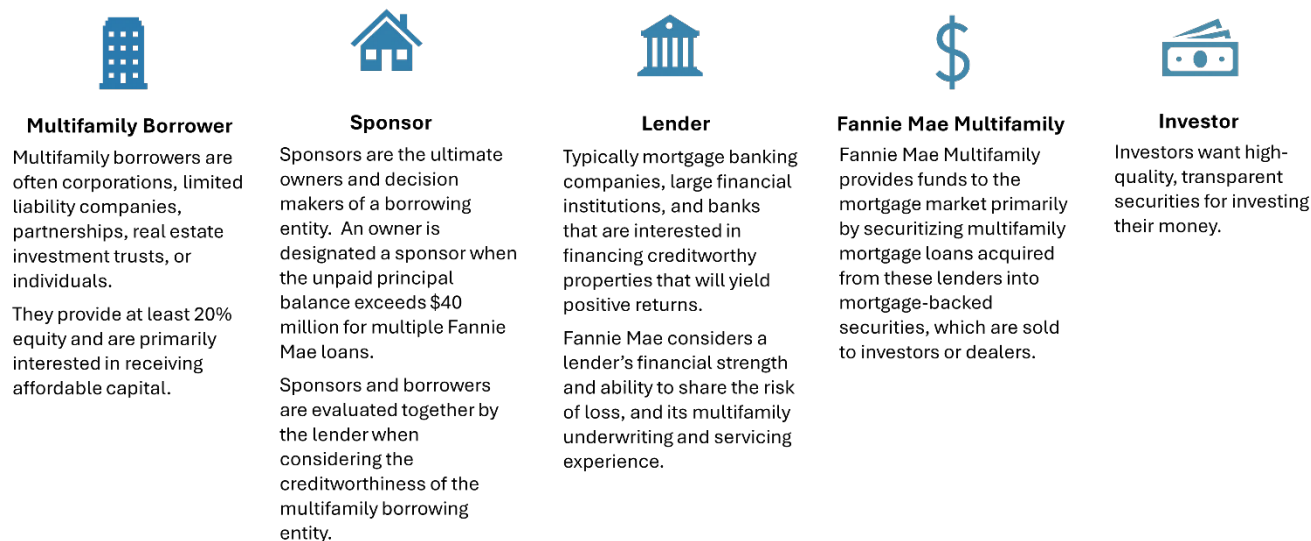 Multifamily Borrower
Multifamily borrowers are
often corporations, limited
liability companies,
partnerships, real estate
investment trusts, or
individuals.
They provide at least 20%
equity and are primarily
interested in receiving
affordable capital.
Sponsor
Sponsors are the ultimate
owners and decision
makers of a borrowing
entity.  An owner is
designated a sponsor when
the unpaid principal
balance exceeds $40
million for multiple Fannie
Mae loans.
Sponsors and borrowers
are evaluated together by
the lender when
considering the
creditworthiness of the
multifamily borrowing
entity.
Lender
Typically mortgage banking
companies, large financial
institutions, and banks
that are interested in
financing creditworthy
properties that will yield
positive returns.
Fannie Mae considers a
lender’s financial strength
and ability to share the risk
of loss, and its multifamily
underwriting and servicing
experience.
Fannie Mae Multifamily
Fannie Mae Multifamily
provides funds to the
mortgage market primarily
by securitizing multifamily
mortgage loans acquired
from these lenders into
mortgage-backed
securities, which are sold
to investors or dealers.
Investor
Investors want high-
quality, transparent
securities for investing
their money.